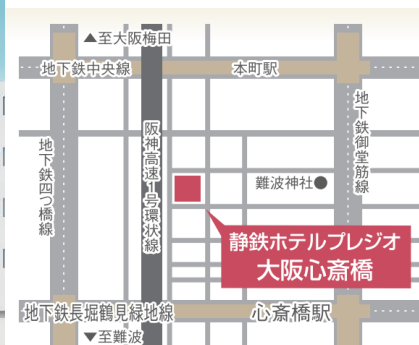 ▲至大阪梅田
地下鉄中央線
本町駅
地下鉄四つ橋線
阪神高速1号環状線
地下鉄御堂筋線
難波神社●
静鉄ホテルプレジオ
大阪心斎橋
地下鉄長堀鶴見緑地線
心斎橋駅
▼至難波